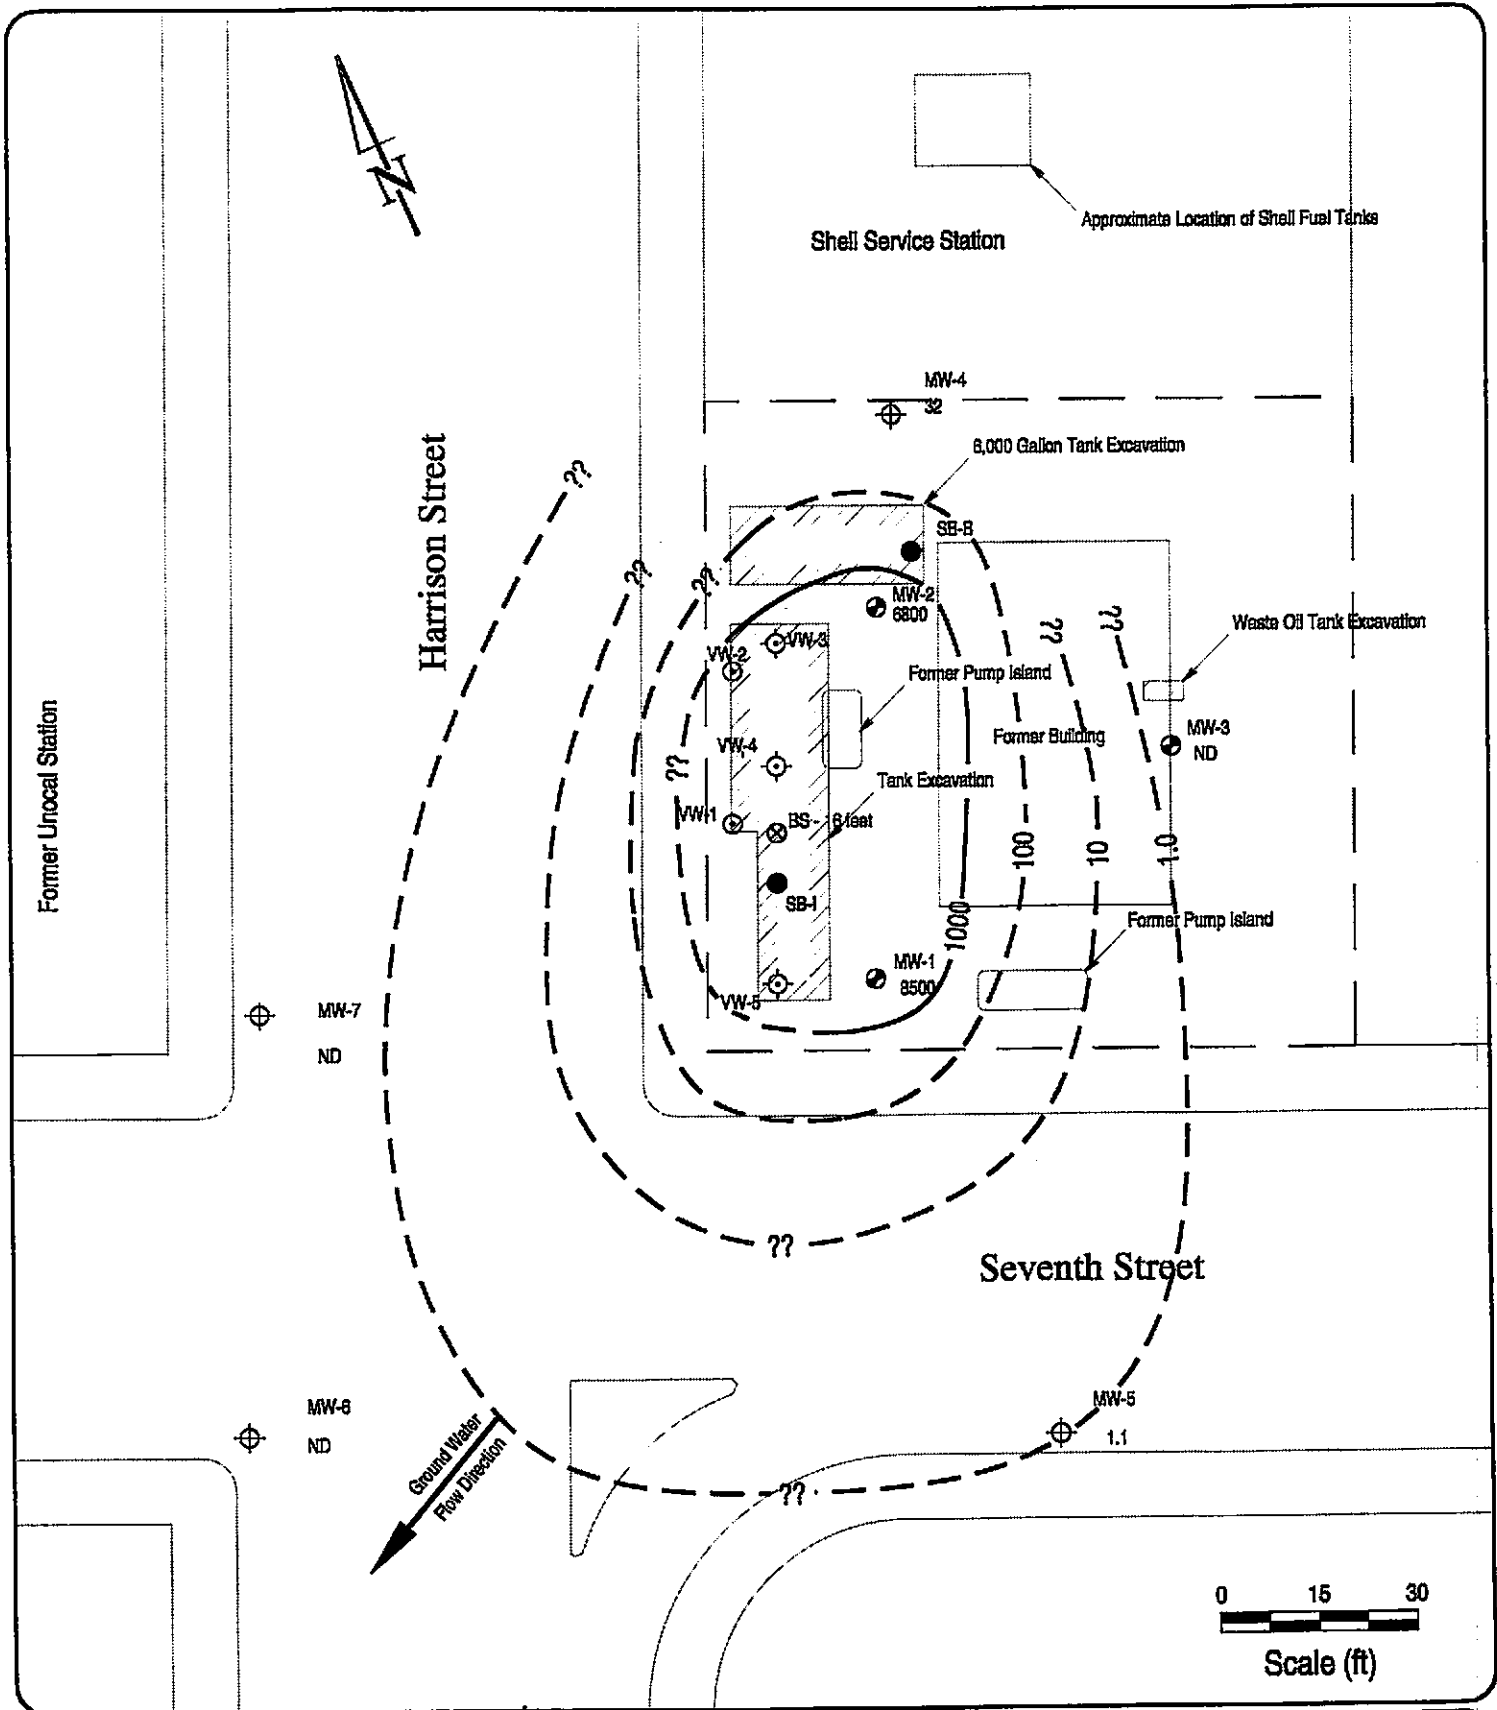 N
Approximate Location of Shell Fuel Tanks
Shell Service Station
MW-4
32
6,000 Gallon Tank Excavation
Harrison Street
??
SB-B
??
??
MW-2
6800
??
??
Waste Oil Tank Excavation
VW-3
VW-2
Former Pump Island
Former Unocal Station
MW-3
ND
Former Building
VW-4
??
Tank Excavation
VW-1
BS - 6 feet
100
10
1.0
SB-I
1000
Former Pump Island
MW-1
8500
VW-5
MW-7
ND
??
Seventh Street
MW-6
ND
MW-5
1.1
Ground Water
Flow Direction
??
0 15 30
Scale (ft)